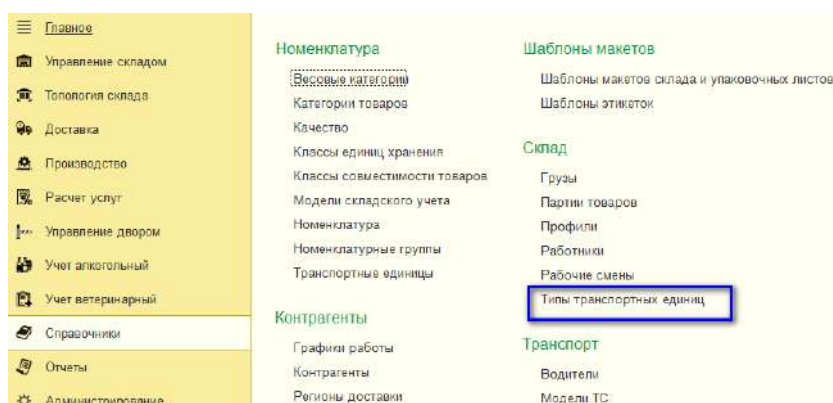 Главное
Управление складом
Топология склада
Доставка
Производство
Расчет услуг
Управление двором
Учет алкогольный
Учет ветеринарный
Справочники
Отчеты
Администрирование
Номенклатура
Весовые категории
Категории товаров
Качество
Классы единиц хранения
Классы совместимости товаров
Модели складского учета
Номенклатура
Номенклатурные группы
Транспортные единицы
Контрагенты
Графики работы
Контрагенты
Регионы доставки
Шаблоны макетов
Шаблоны макетов склада и упаковочных листов
Шаблоны этикеток
Склад
Грузы
Партии товаров
Профили
Работники
Рабочие смены
Типы транспортных единиц
Транспорт
Водители
Модели ТС